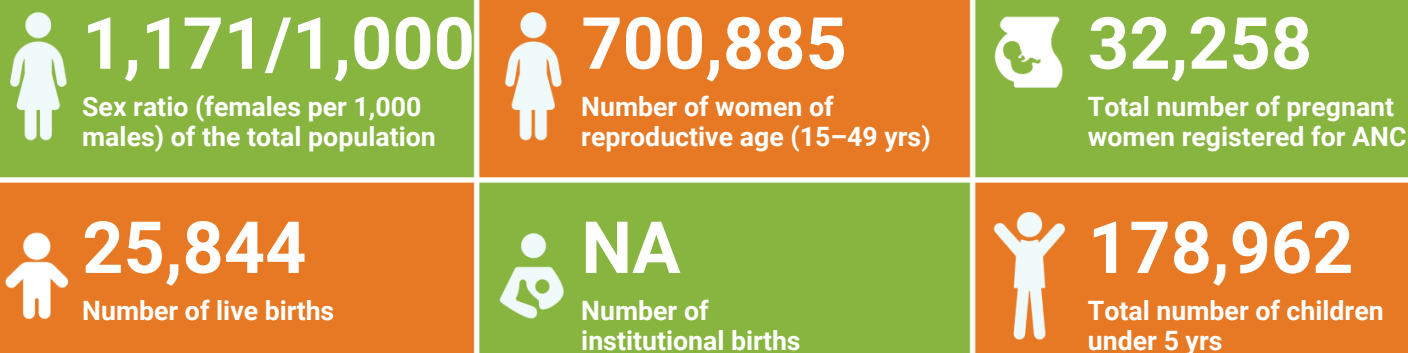 1,171/1,000
Sex ratio (females per 1,000
males) of the total population
700,885
Number of women of
reproductive age (15–49 yrs)
32,258
Total number of pregnant
women registered for ANC
25,844
Number of live births
NA
Number of
institutional births
178,962
Total number of children
under 5 yrs